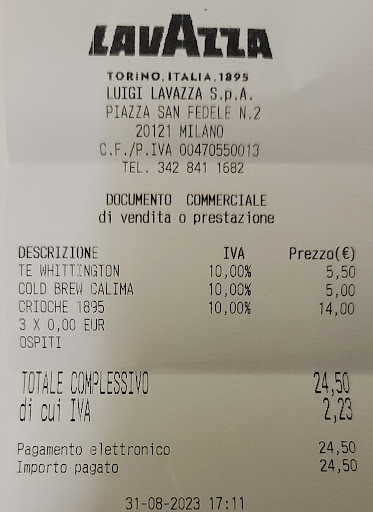 LAVAZZA
TORINO, ITALIA, 1895
LUIGI LAVAZZA S.p.A.
PIAZZA SAN FEDELE N.2
20121 MILANO
C.F./P.IVA 00470550013
TEL. 342 841 1682
DOCUMENTO COMMERCIALE
di vendita o prestazione
DESCRIZIONE IVA Prezzo(€)
TE WHITTINGTON 10,00% 5,50
COLD BREW CALIMA 10,00% 5,00
CRIOCHE 1895 10,00% 14,00
3 X 0,00 EUR
OSPITI
TOTALE COMPLESSIVO 24,50
di cui IVA 2,23
Pagamento elettronico 24,50
Importo pagato 24,50
31-08-2023 17:11